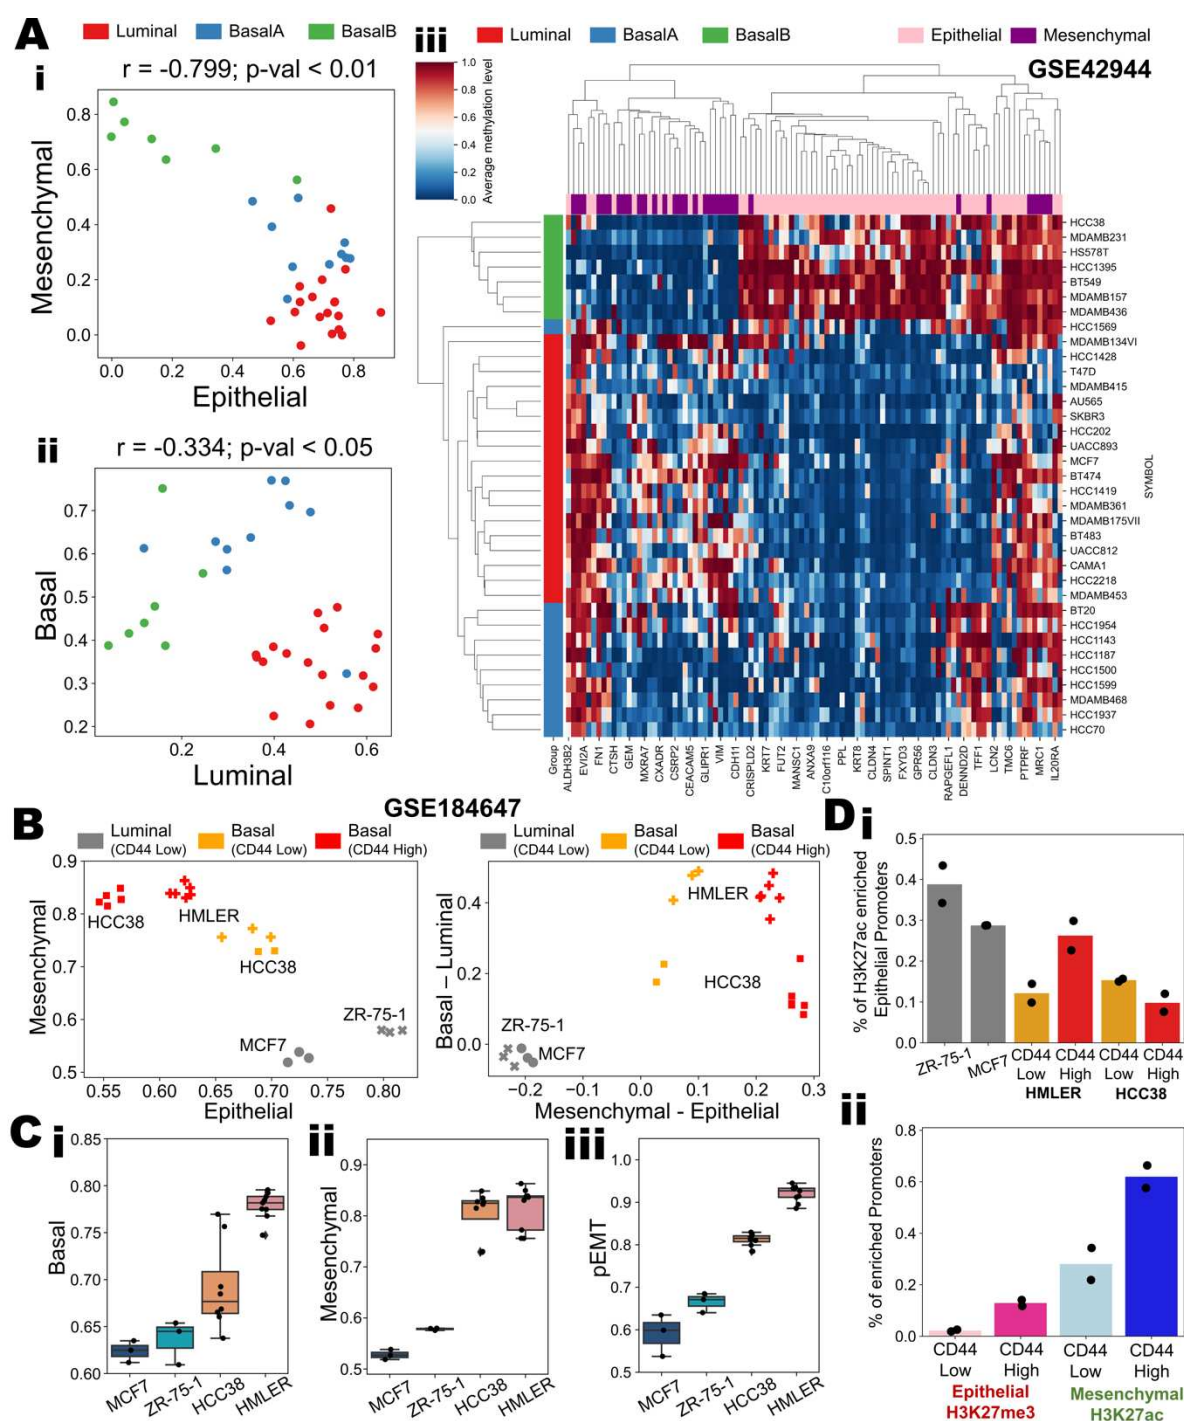 A
Luminal BasalA BasalB
i
r = -0.799; p-val < 0.01
Mesenchymal
0.8
0.6
0.4
0.2
0.0
0.0 0.2 0.4 0.6 0.8
Epithelial
ii
r = -0.334; p-val < 0.05
Basal
0.7
0.6
0.5
0.4
0.3
0.2
0.2 0.4 0.6
Luminal
iii
Luminal BasalA BasalB
Epithelial Mesenchymal
GSE42944
1.0
0.8
0.6
0.4
0.2
0.0
Average methylation level
HCC38
MDAMB231
HS578T
HCC1395
BT549
MDAMB157
MDAMB436
HCC1569
MDAMB134VI
HCC1428
T47D
MDAMB415
AU565
SKBR3
HCC202
UACC893
MCF7
BT474
HCC1419
MDAMB361
MDAMB175VII
BT483
UACC812
CAMA1
HCC2218
MDAMB453
BT20
HCC1954
HCC1143
HCC1187
HCC1500
HCC1599
MDAMB468
HCC1937
HCC70
SYMBOL
Group
ALDH3B2
EVI2A
FN1
CTSH
GEM
MXRA7
CXADR
CSRP2
CEACAM5
GLIPR1
VIM
CDH11
CRISPLD2
KRT7
FUT2
MANSC1
ANXA9
C10orf116
PPL
KRT8
CLDN4
SPINT1
FXYD3
GPR56
CLDN3
RAPGEFL1
DENND2D
TFF1
LCN2
TMC6
PTPRF
MRC1
IL20RA
B
GSE184647
Luminal (CD44 Low)
Basal (CD44 Low)
Basal (CD44 High)
Mesenchymal
0.9
0.8
0.7
0.6
0.5
HCC38
HMLER
HCC38
ZR-75-1
MCF7
0.55 0.60 0.65 0.70 0.75 0.80
Epithelial
Luminal (CD44 Low)
Basal (CD44 Low)
Basal (CD44 High)
Basal – Luminal
0.4
0.2
0.0
HMLER
HCC38
ZR-75-1
MCF7
−0.2 −0.1 0.0 0.1 0.2 0.3
Mesenchymal - Epithelial
C
i
Basal
0.85
0.80
0.75
0.70
0.65
0.60
MCF7 ZR-75-1 HCC38 HMLER
ii
Mesenchymal
0.9
0.8
0.7
0.6
0.5
MCF7 ZR-75-1 HCC38 HMLER
iii
pEMT
1.0
0.9
0.8
0.7
0.6
0.5
MCF7 ZR-75-1 HCC38 HMLER
D
i
% of H3K27ac enriched
Epithelial Promoters
0.5
0.4
0.3
0.2
0.1
0.0
ZR-75-1 MCF7 CD44 Low CD44 High CD44 Low CD44 High
HMLER HCC38
ii
% of enriched Promoters
0.8
0.6
0.4
0.2
0.0
CD44 Low CD44 High CD44 Low CD44 High
Epithelial H3K27me3
Mesenchymal H3K27ac